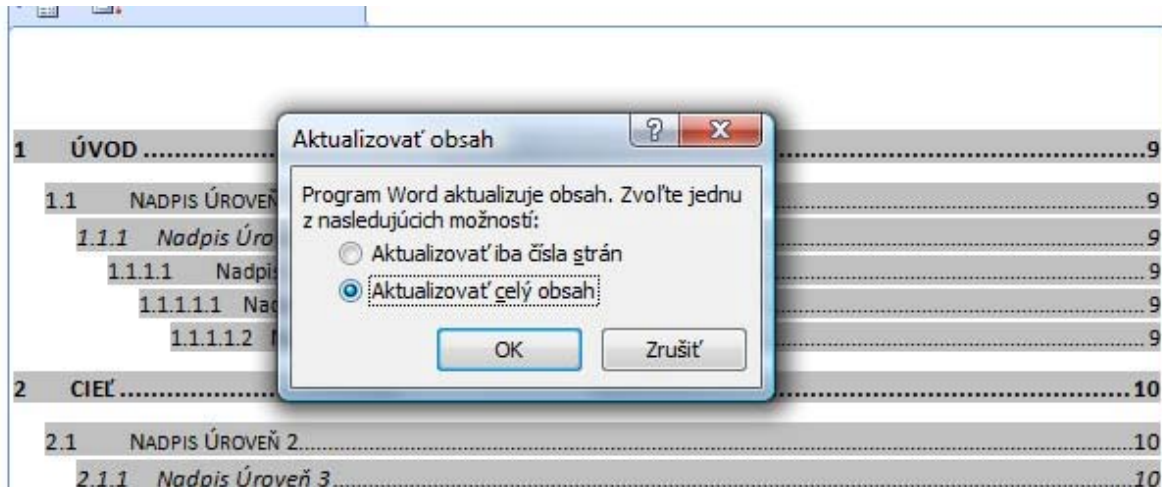 Aktualizovať obsah
Program Word aktualizuje obsah. Zvoľte jednu
z nasledujúcich možností:
Aktualizovať iba čísla strán
Aktualizovať celý obsah
OK Zrušiť
1 ÚVOD ................ 9
1.1 NADPIS ÚROVEŇ 9
1.1.1 Nadpis 9
1.1.1.1 9
1.1.1.1.1 9
1.1.1.1.2 9
2 CIEĽ ................ 10
2.1 NADPIS ÚROVEŇ 2 ................ 10
2.1.1 Nadpis Úroveň 3 ................ 10